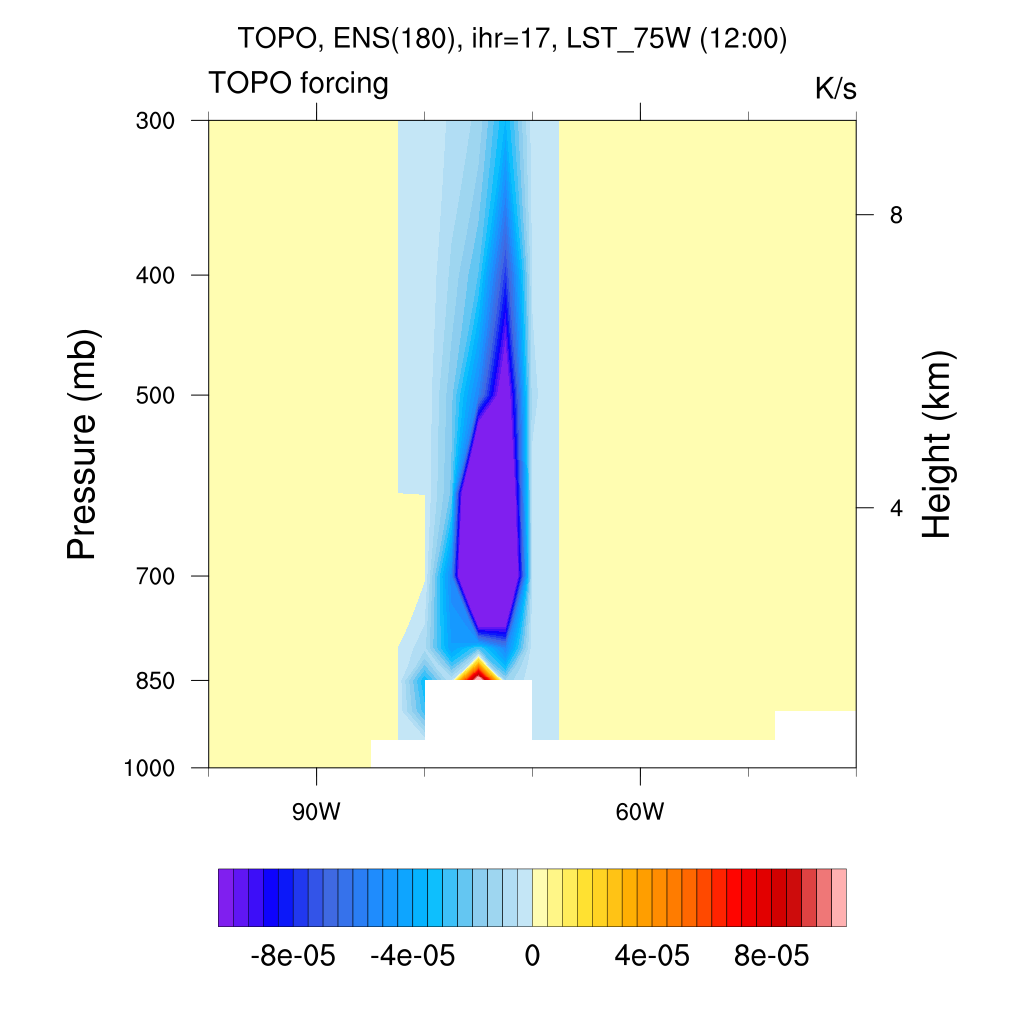 TOPO, ENS(180), ihr=17, LST_75W (12:00)
TOPO forcing
K/s
300
400
500
700
850
1000
Pressure (mb)
8
4
Height (km)
90W
60W
-8e-05
-4e-05
0
4e-05
8e-05